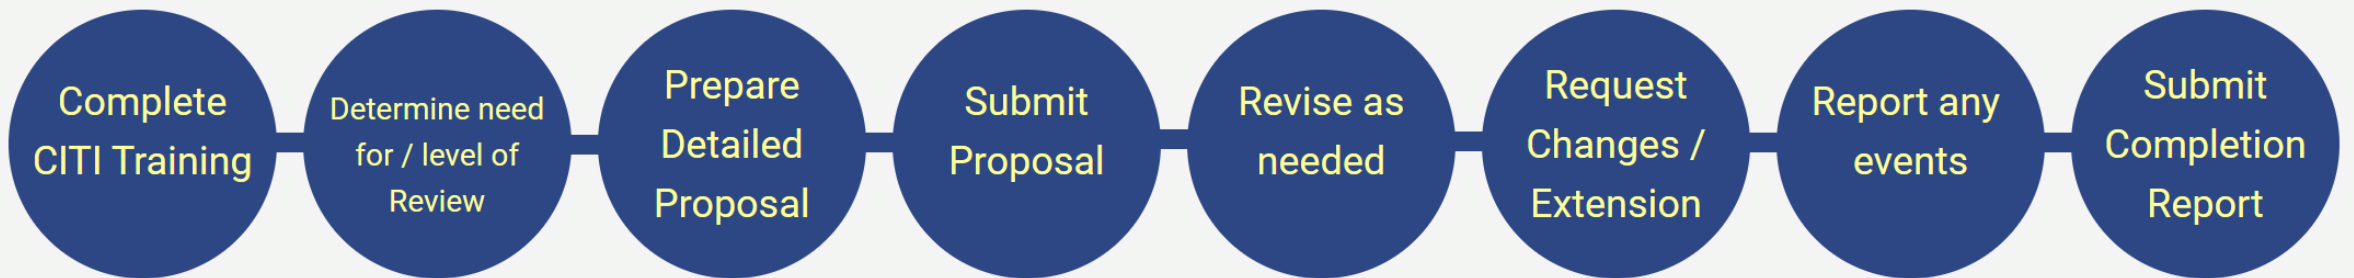 Complete
CITI Training
Determine need
for / level of
Review
Prepare
Detailed
Proposal
Submit
Proposal
Revise as
needed
Request
Changes /
Extension
Report any
events
Submit
Completion
Report